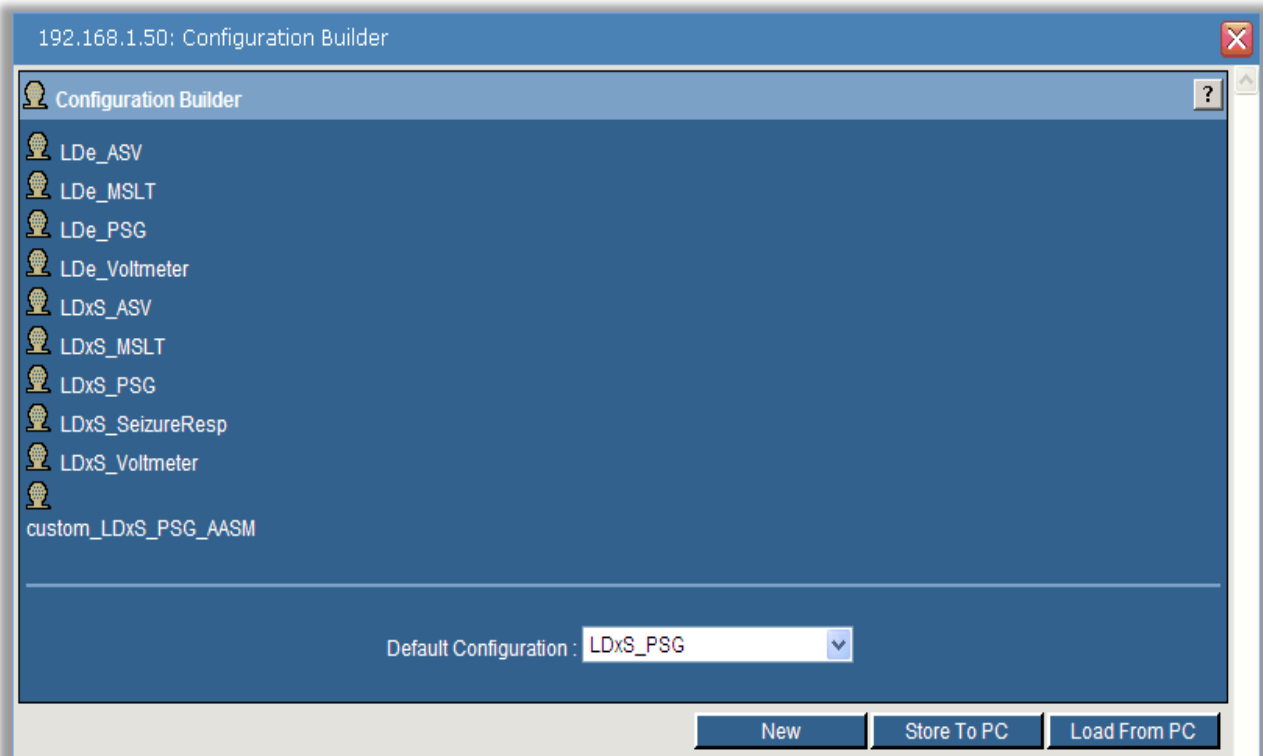 192.168.1.50: Configuration Builder
Configuration Builder
?
LDe_ASV
LDe_MSLT
LDe_PSG
LDe_Voltmeter
LDxS_ASV
LDxS_MSLT
LDxS_PSG
LDxS_SeizureResp
LDxS_Voltmeter
custom_LDxS_PSG_AASM
Default Configuration : LDxS_PSG
New Store To PC Load From PC